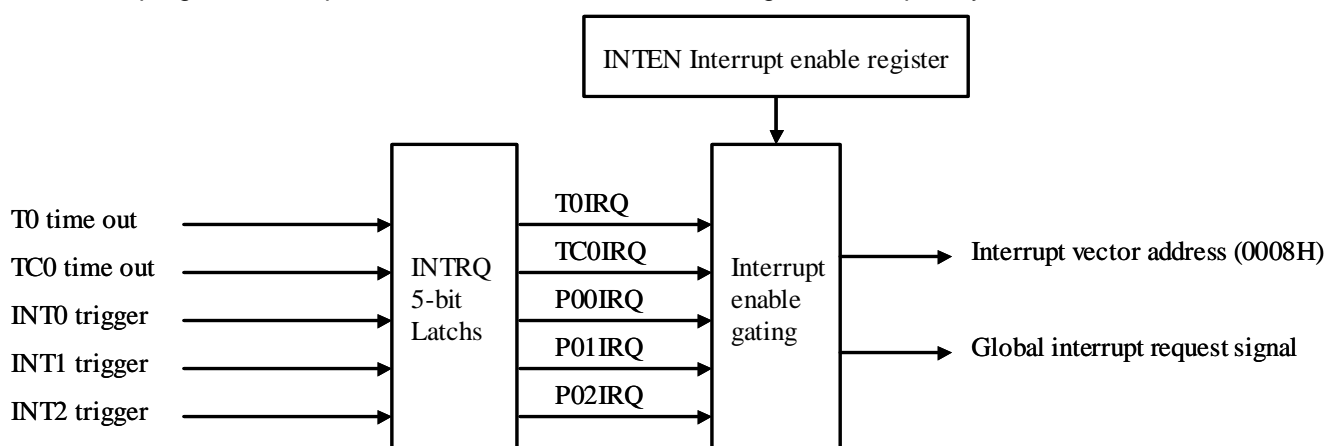 INTEN Interrupt enable register
T0 time out
TC0 time out
INT0 trigger
INT1 trigger
INT2 trigger
INTRQ
5-bit
Latchs
T0IRQ
TC0IRQ
P00IRQ
P01IRQ
P02IRQ
Interrupt
enable
gating
Interrupt vector address (0008H)
Global interrupt request signal